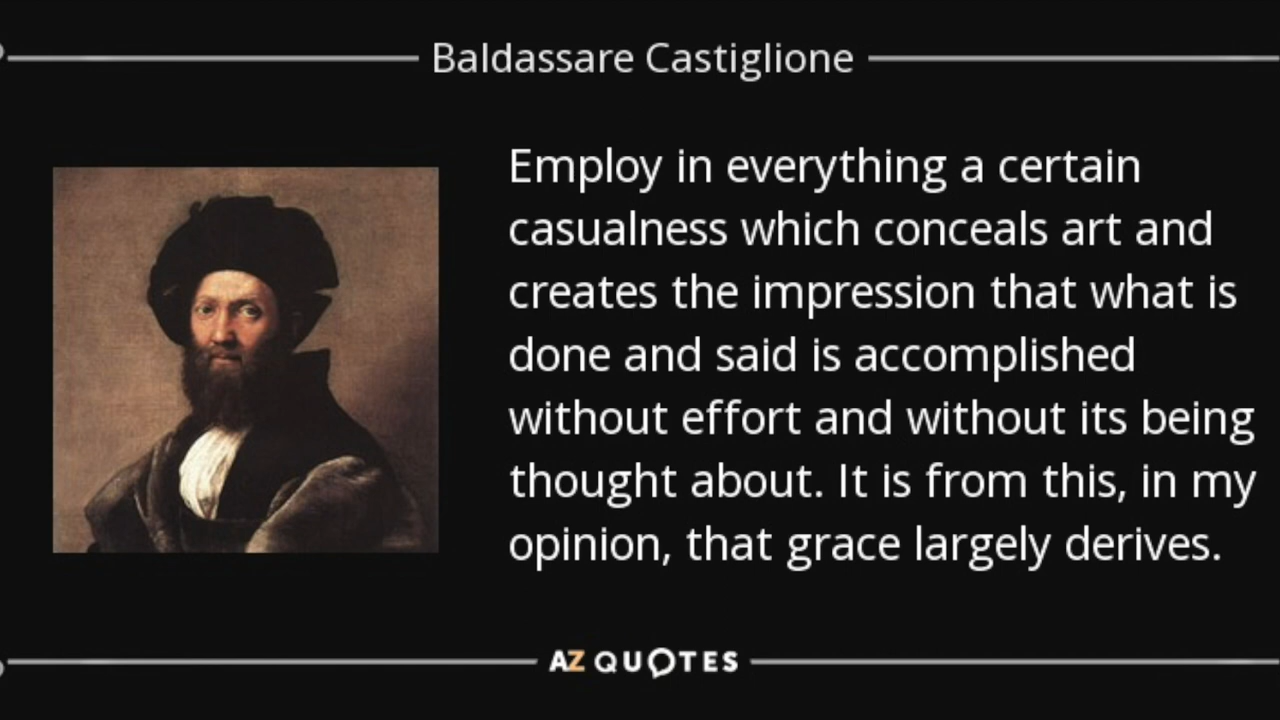 Baldassare Castiglione
Employ in everything a certain
casualness which conceals art and
creates the impression that what is
done and said is accomplished
without effort and without its being
thought about. It is from this, in my
opinion, that grace largely derives.
AZ QUOTES